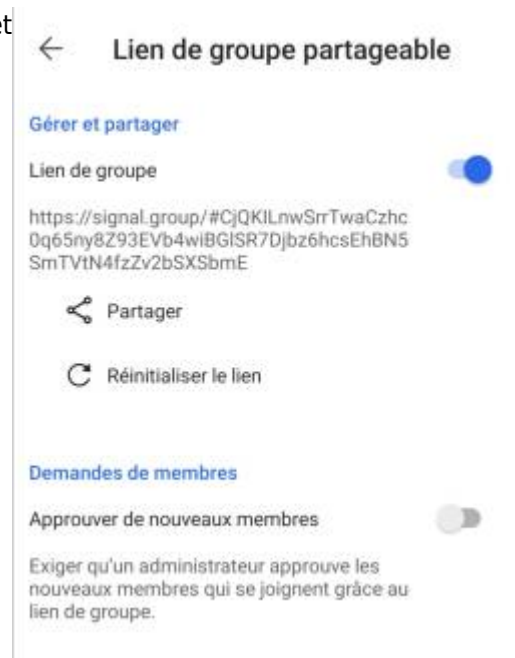 et
Lien de groupe partageable
Gérer et partager
Lien de groupe
https://signal.group/#CjQKILnwSrrTwaCzhc
0q65ny8Z93EVb4wiBGlSR7Djbz6hcsEhBN5
SmTVtN4fzZv2bSXSbmE
Partager
Réinitialiser le lien
Demandes de membres
Approuver de nouveaux membres
Exiger qu'un administrateur approuve les
nouveaux membres qui se joignent grâce au
lien de groupe.